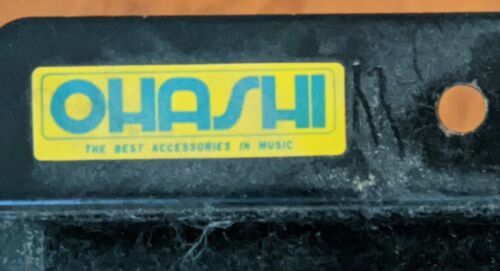 OHASHI
THE BEST ACCESSORIES IN MUSIC